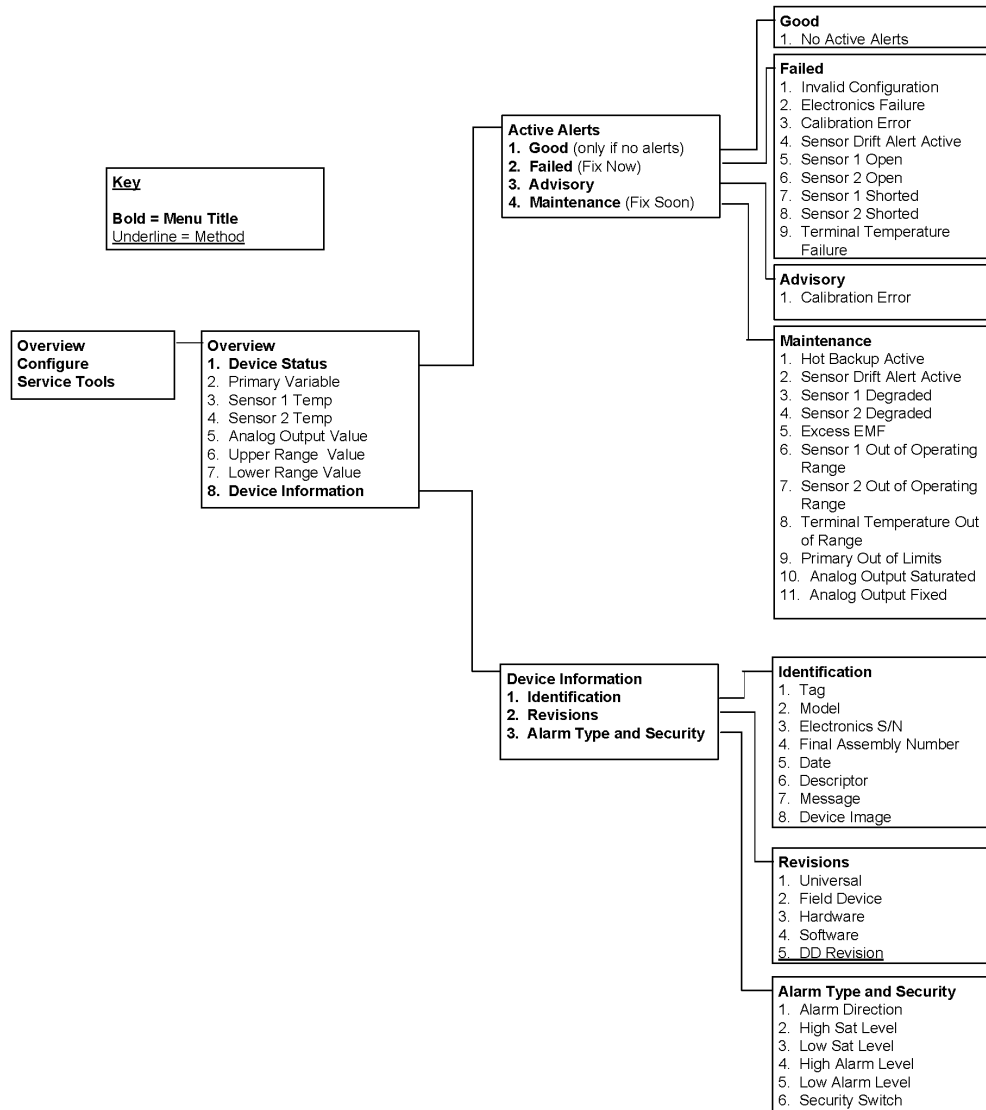 Key
Bold = Menu Title
Underline = Method
Overview
Configure
Service Tools
Overview
1. Device Status
2. Primary Variable
3. Sensor 1 Temp
4. Sensor 2 Temp
5. Analog Output Value
6. Upper Range Value
7. Lower Range Value
8. Device Information
Active Alerts
1. Good (only if no alerts)
2. Failed (Fix Now)
3. Advisory
4. Maintenance (Fix Soon)
Good
1. No Active Alerts
Failed
1. Invalid Configuration
2. Electronics Failure
3. Calibration Error
4. Sensor Drift Alert Active
5. Sensor 1 Open
6. Sensor 2 Open
7. Sensor 1 Shorted
8. Sensor 2 Shorted
9. Terminal Temperature
Failure
Advisory
1. Calibration Error
Maintenance
1. Hot Backup Active
2. Sensor Drift Alert Active
3. Sensor 1 Degraded
4. Sensor 2 Degraded
5. Excess EMF
6. Sensor 1 Out of Operating
Range
7. Sensor 2 Out of Operating
Range
8. Terminal Temperature Out
of Range
9. Primary Out of Limits
10. Analog Output Saturated
11. Analog Output Fixed
Device Information
1. Identification
2. Revisions
3. Alarm Type and Security
Identification
1. Tag
2. Model
3. Electronics S/N
4. Final Assembly Number
5. Date
6. Descriptor
7. Message
8. Device Image
Revisions
1. Universal
2. Field Device
3. Hardware
4. Software
5. DD Revision
Alarm Type and Security
1. Alarm Direction
2. High Sat Level
3. Low Sat Level
4. High Alarm Level
5. Low Alarm Level
6. Security Switch